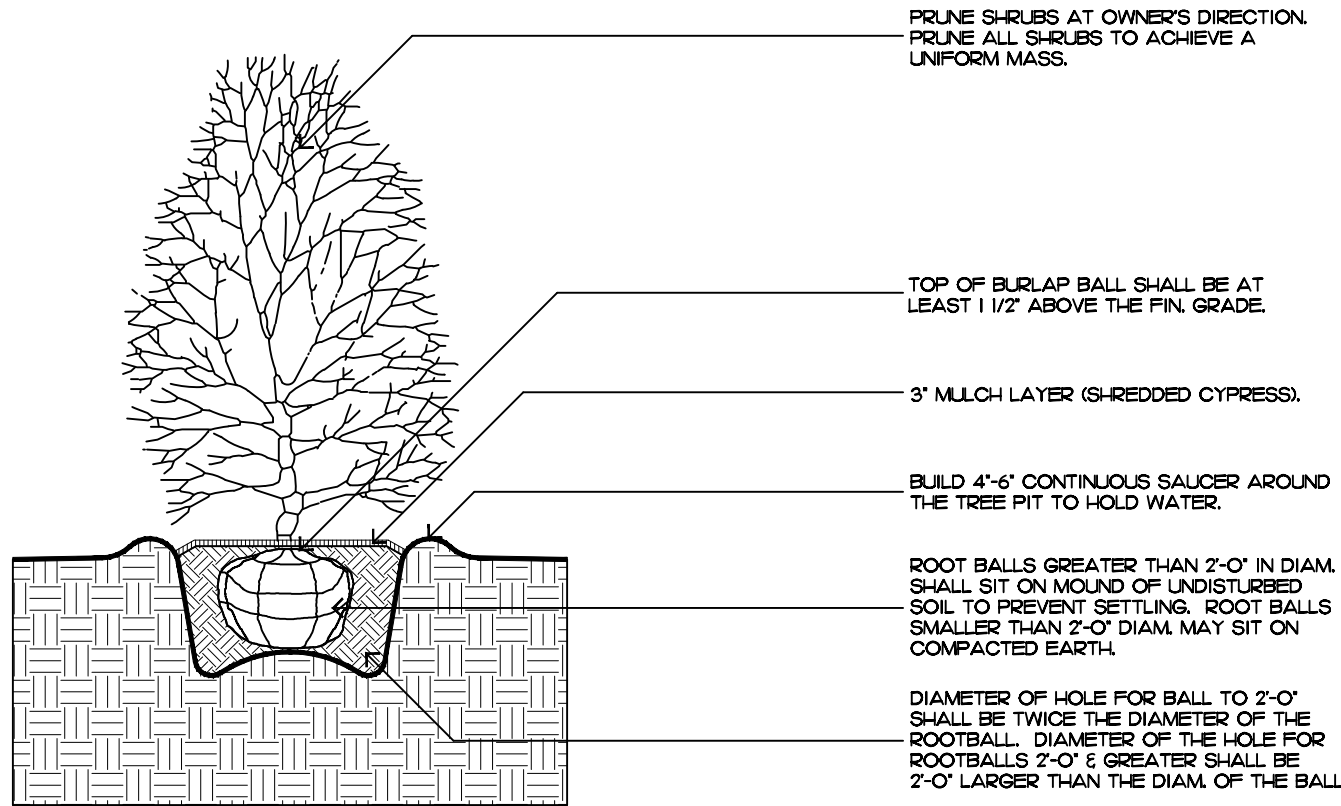 PRUNE SHRUBS AT OWNER'S DIRECTION.
PRUNE ALL SHRUBS TO ACHIEVE A
UNIFORM MASS.
TOP OF BURLAP BALL SHALL BE AT
LEAST 1 1/2" ABOVE THE FIN. GRADE.
3" MULCH LAYER (SHREDDED CYPRESS).
BUILD 4"-6" CONTINUOUS SAUCER AROUND
THE TREE PIT TO HOLD WATER.
ROOT BALLS GREATER THAN 2'-0" IN DIAM.
SHALL SIT ON MOUND OF UNDISTURBED
SOIL TO PREVENT SETTLING. ROOT BALLS
SMALLER THAN 2'-0" DIAM. MAY SIT ON
COMPACTED EARTH.
DIAMETER OF HOLE FOR BALL TO 2'-0"
SHALL BE TWICE THE DIAMETER OF THE
ROOTBALL. DIAMETER OF THE HOLE FOR
ROOTBALLS 2'-0" & GREATER SHALL BE
2'-0" LARGER THAN THE DIAM. OF THE BALL